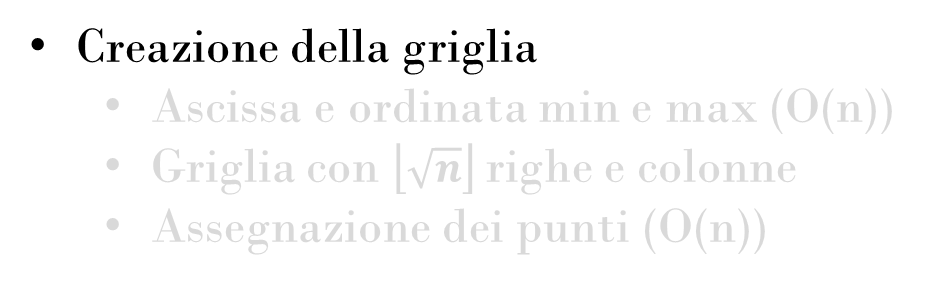 • Creazione della griglia
• Ascissa e ordinata min e max (O(n))
• Griglia con ⌊√n⌋ righe e colonne
• Assegnazione dei punti (O(n))